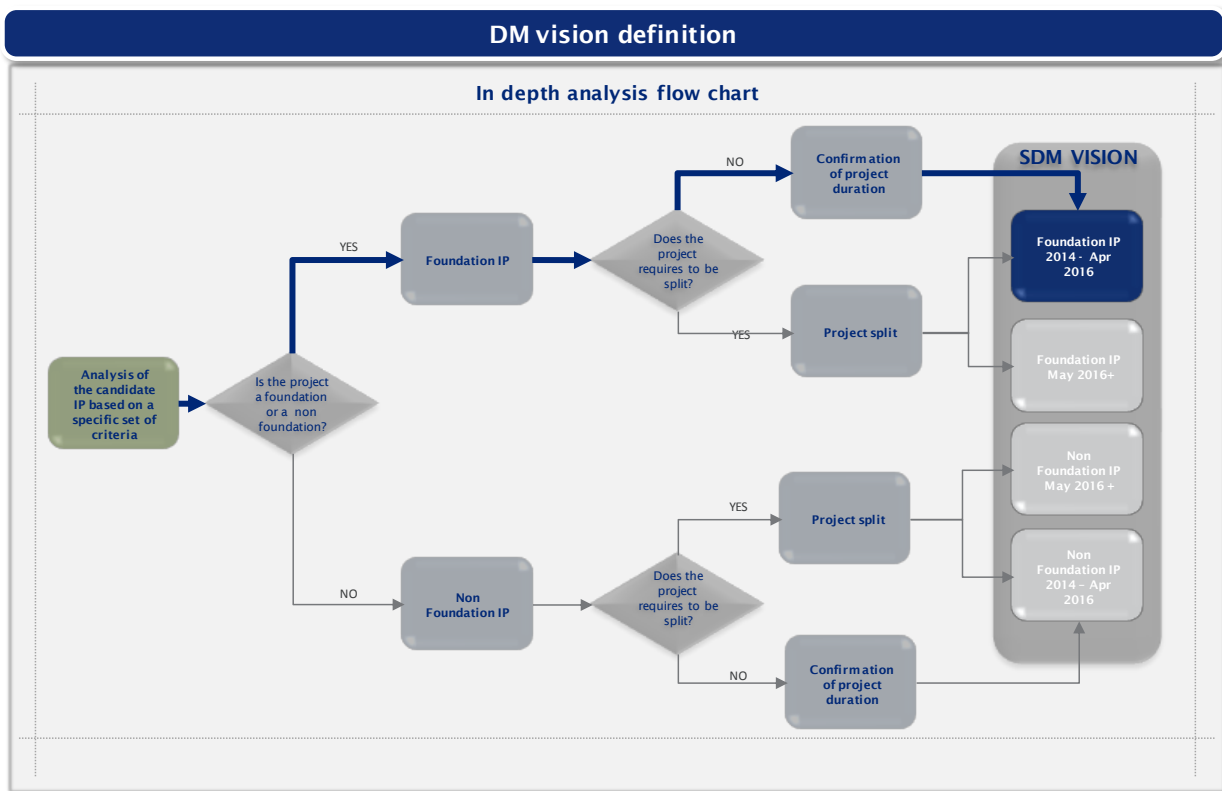 DM vision definition
In depth analysis flow chart
SDM VISION
NO
Confirmation
of project
duration
Foundation IP
2014 - Apr
2016
YES
Foundation IP
Does the
project
requires to be
split?
YES
Project split
Foundation IP
May 2016+
Analysis of
the candidate
IP based on a
specific set of
criteria
Is the project
a foundation
or a non
foundation?
Non
Foundation IP
May 2016 +
YES
Project split
Non
Foundation IP
2014 – Apr
2016
NO
Non
Foundation IP
Does the
project
requires to be
split?
NO
Confirmation
of project
duration